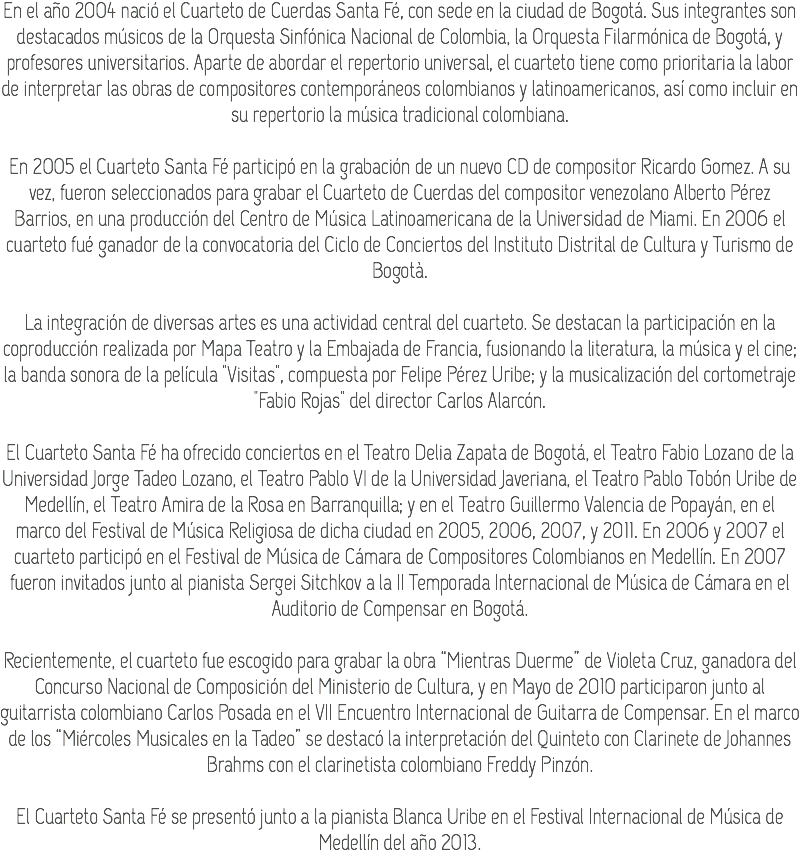 En el año 2004 nació el Cuarteto de Cuerdas Santa Fé, con sede en la ciudad de Bogotá. Sus integrantes son
destacados músicos de la Orquesta Sinfónica Nacional de Colombia, la Orquesta Filarmónica de Bogotá, y
profesores universitarios. Aparte de abordar el repertorio universal, el cuarteto tiene como prioritaria la labor
de interpretar las obras de compositores contemporáneos colombianos y latinoamericanos, así como incluir en
su repertorio la música tradicional colombiana.

En 2005 el Cuarteto Santa Fé participó en la grabación de un nuevo CD de compositor Ricardo Gomez. A su
vez, fueron seleccionados para grabar el Cuarteto de Cuerdas del compositor venezolano Alberto Pérez
Barrios, en una producción del Centro de Música Latinoamericana de la Universidad de Miami. En 2006 el
cuarteto fué ganador de la convocatoria del Ciclo de Conciertos del Instituto Distrital de Cultura y Turismo de
Bogotà.

La integración de diversas artes es una actividad central del cuarteto. Se destacan la participación en la
coproducción realizada por Mapa Teatro y la Embajada de Francia, fusionando la literatura, la música y el cine;
la banda sonora de la película "Visitas", compuesta por Felipe Pérez Uribe; y la musicalización del cortometraje
"Fabio Rojas" del director Carlos Alarcón.

El Cuarteto Santa Fé ha ofrecido conciertos en el Teatro Delia Zapata de Bogotá, el Teatro Fabio Lozano de la
Universidad Jorge Tadeo Lozano, el Teatro Pablo VI de la Universidad Javeriana, el Teatro Pablo Tobón Uribe de
Medellín, el Teatro Amira de la Rosa en Barranquilla; y en el Teatro Guillermo Valencia de Popayán, en el
marco del Festival de Música Religiosa de dicha ciudad en 2005, 2006, 2007, y 2011. En 2006 y 2007 el
cuarteto participó en el Festival de Música de Cámara de Compositores Colombianos en Medellín. En 2007
fueron invitados junto al pianista Sergei Sitchkov a la II Temporada Internacional de Música de Cámara en el
Auditorio de Compensar en Bogotá.

Recientemente, el cuarteto fue escogido para grabar la obra “Mientras Duerme” de Violeta Cruz, ganadora del
Concurso Nacional de Composición del Ministerio de Cultura, y en Mayo de 2010 participaron junto al
guitarrista colombiano Carlos Posada en el VII Encuentro Internacional de Guitarra de Compensar. En el marco
de los “Miércoles Musicales en la Tadeo” se destacó la interpretación del Quinteto con Clarinete de Johannes
Brahms con el clarinetista colombiano Freddy Pinzón.

El Cuarteto Santa Fé se presentó junto a la pianista Blanca Uribe en el Festival Internacional de Música de
Medellín del año 2013.